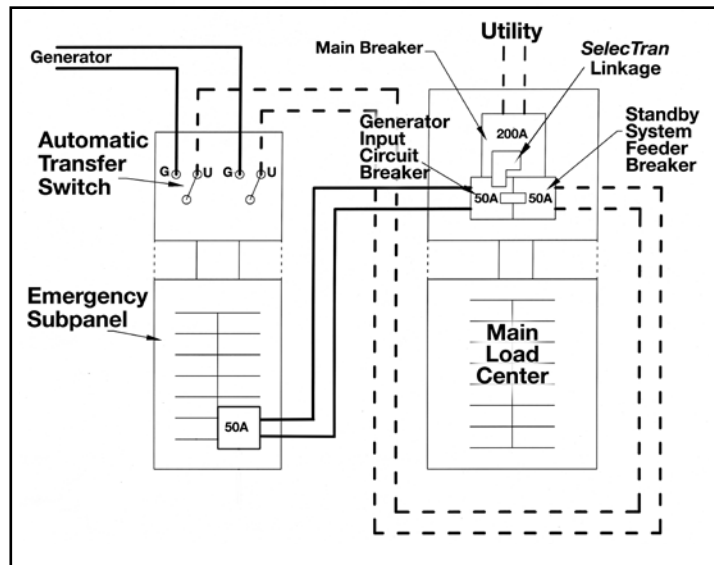 Utility
SelecTran
Linkage
Main Breaker
Generator
Automatic
Transfer
Switch
G
U
G
U
200A
Generator
Input
Circuit
Breaker
Standby
System
Feeder
Breaker
50A
50A
Emergency
Subpanel
Main
Load
Center
50A